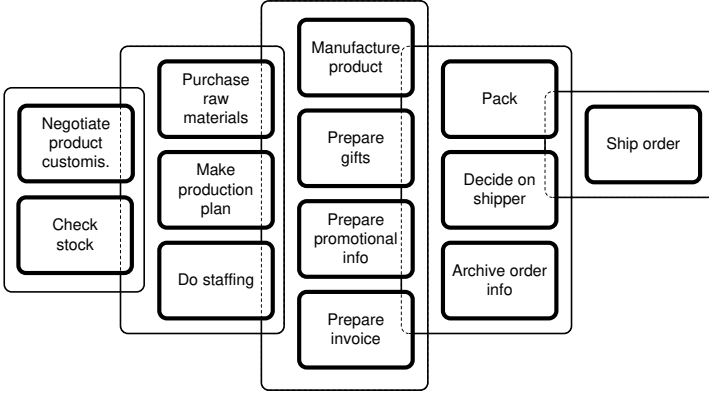 Negotiate
product
customis.
Check
stock
Purchase
raw
materials
Make
production
plan
Do staffing
Manufacture
product
Prepare
gifts
Prepare
promotional
info
Prepare
invoice
Pack
Decide on
shipper
Archive order
info
Ship order